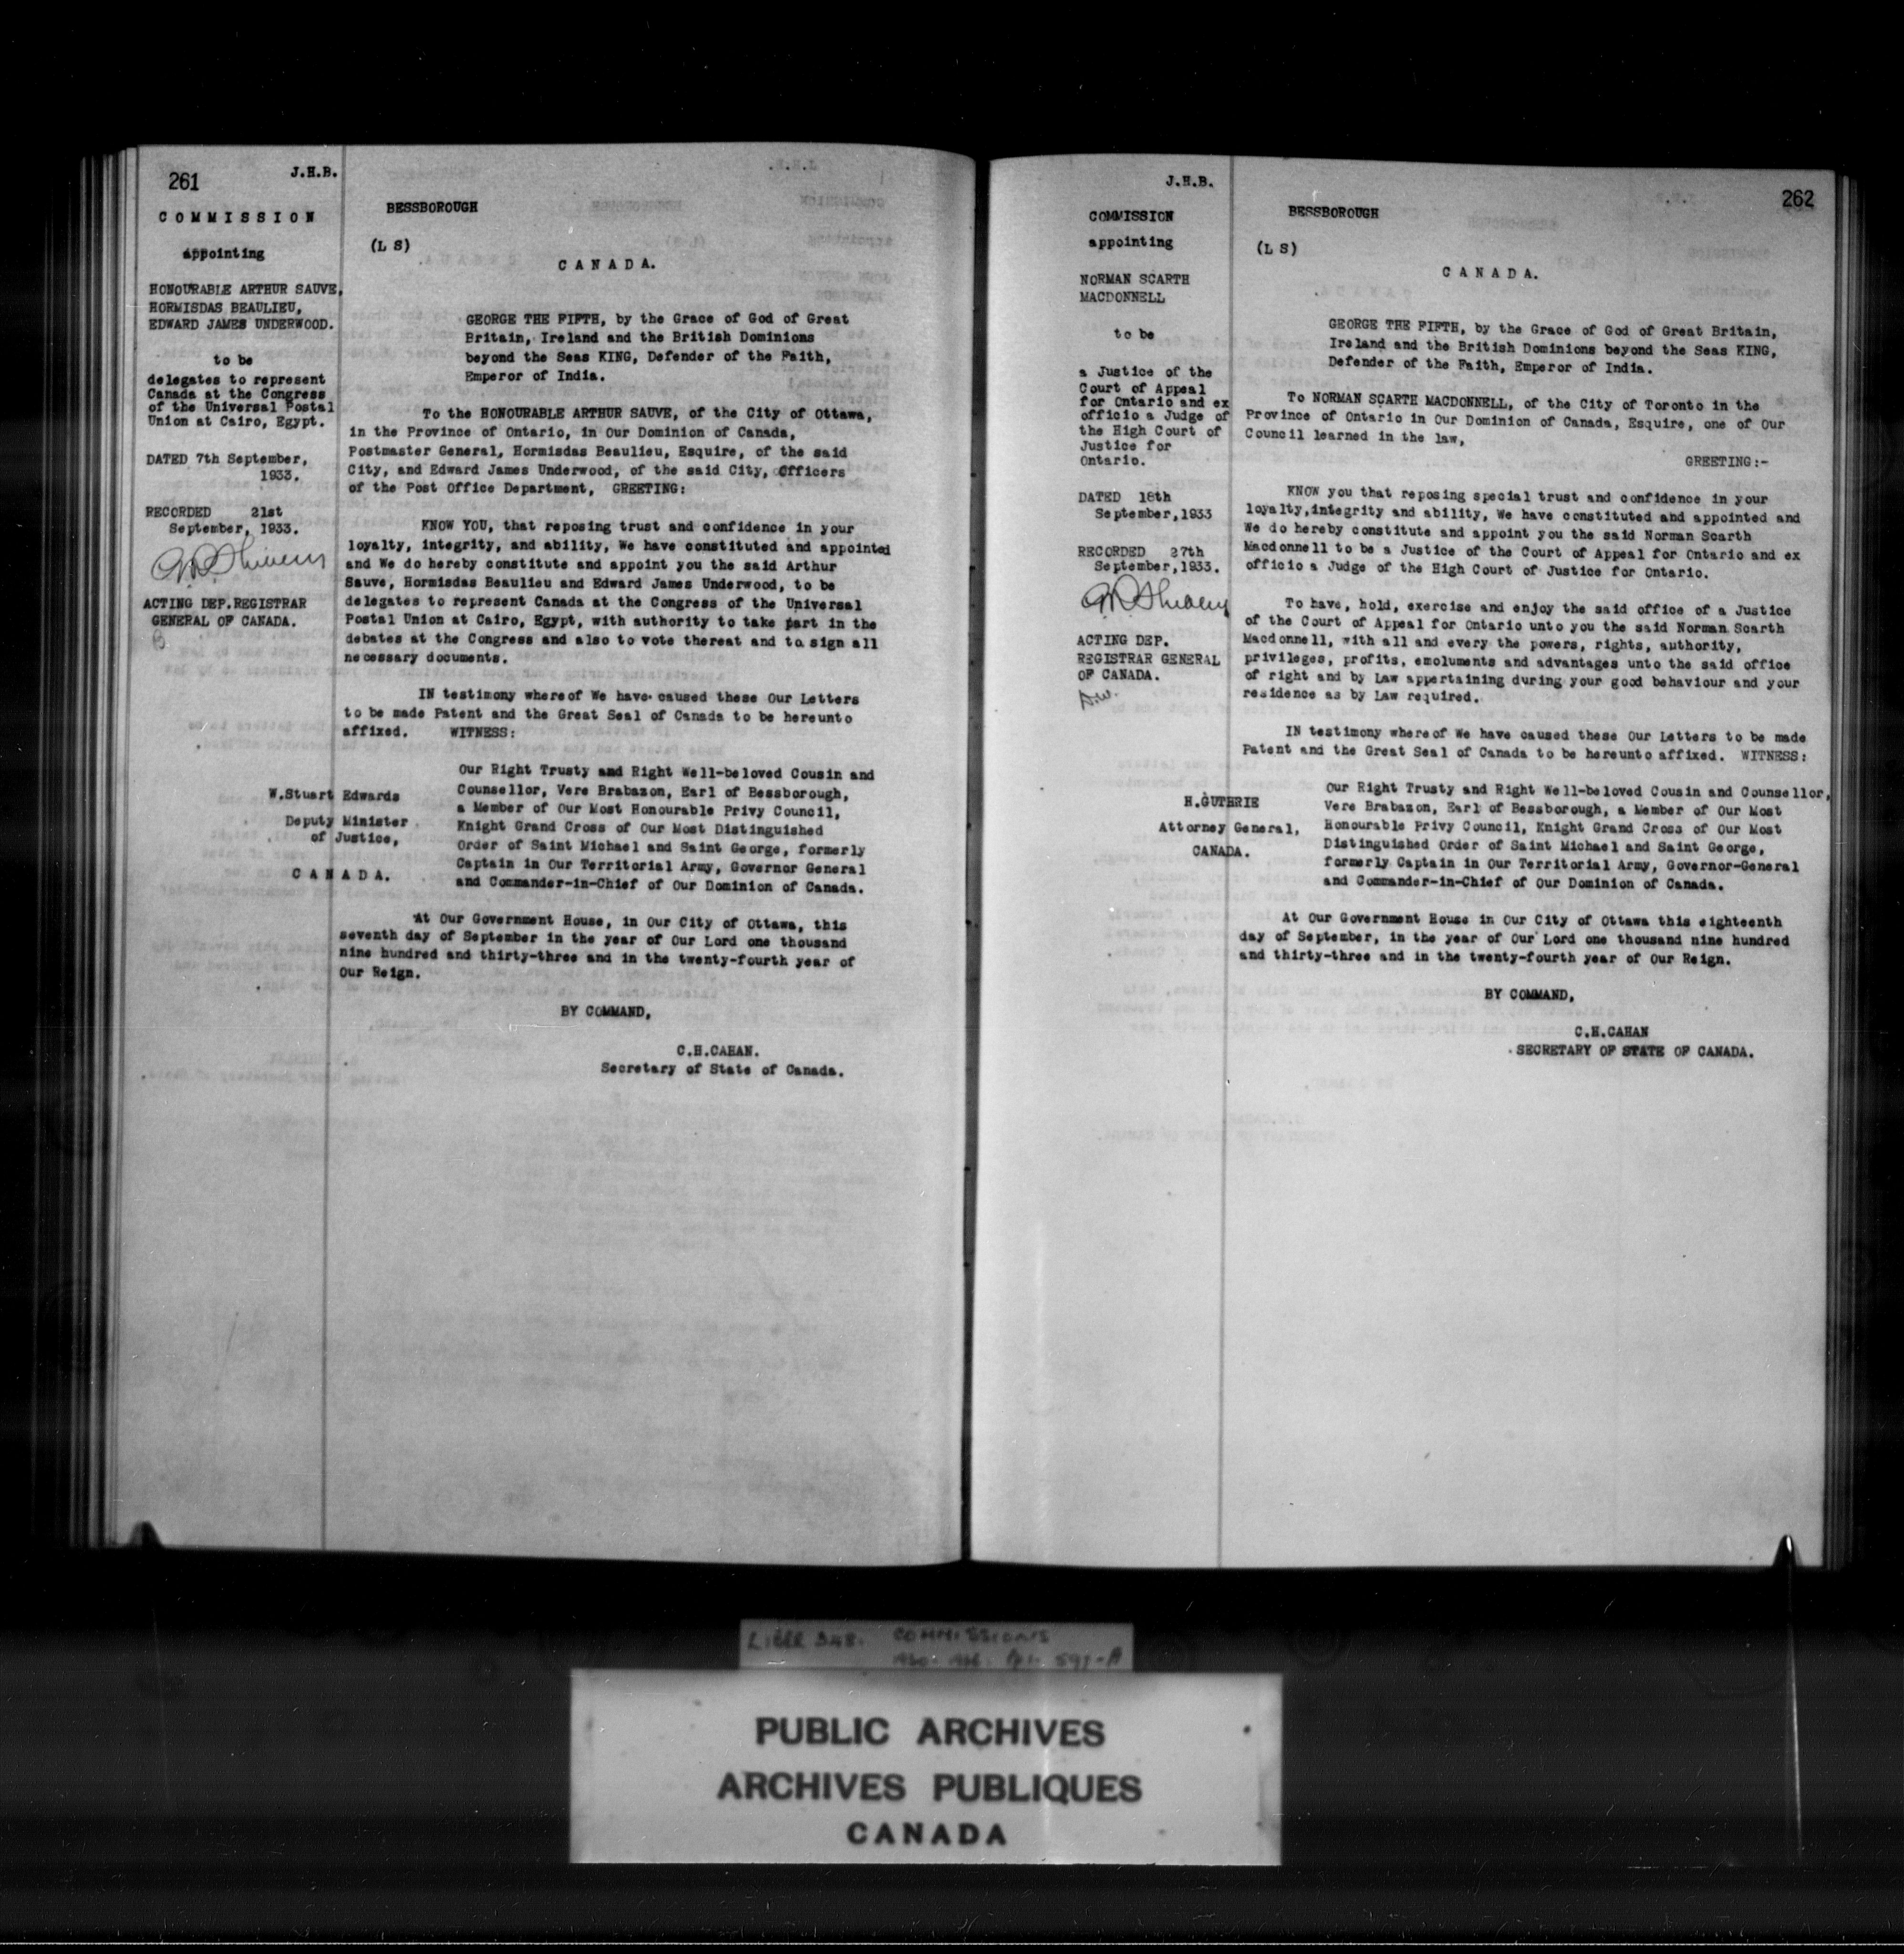 261
J.H.B.
COMMISSION
appointing
HONOURABLE ARTHUR SAUVE,
HORMISDAS BEAULIEU,
EDWARD JAMES UNDERWOOD.
to be
delegates to represent
Canada at the Congress
of the Universal Postal
Union at Cairo, Egypt.
DATED 7th September,
1933.
RECORDED 21st
September, 1933.
ACTING DEP.REGISTRAR
GENERAL OF CANADA.
BESSBOROUGH
(L S)
CANADA.
GEORGE THE FIFTH, by the Grace of God of Great
Britain, Ireland and the British Dominions
beyond the Seas KING, Defender of the Faith,
Emperor of India.
To the HONOURABLE ARTHUR SAUVE, of the City of Ottawa,
in the Province of Ontario, in Our Dominion of Canada,
Postmaster General, Hormisdas Beaulieu, Esquire, of the said
City, and Edward James Underwood, of the said City, Officers
of the Post Office Department, GREETING:
KNOW YOU, that reposing trust and confidence in your
loyalty, integrity, and ability, We have constituted and appointed
and We do hereby constitute and appoint you the said Arthur
Sauve, Hormisdas Beaulieu and Edward James Underwood, to be
delegates to represent Canada at the Congress of the Universal
Postal Union at Cairo, Egypt, with authority to take part in the
debates at the Congress and also to vote thereat and to sign all
necessary documents.
IN testimony whereof We have caused these Our Letters
to be made Patent and the Great Seal of Canada to be hereunto
affixed. WITNESS:
W.Stuart Edwards
Deputy Minister
of Justice,
CANADA.
Our Right Trusty and Right Well-beloved Cousin and
Counsellor, Vere Brabazon, Earl of Bessborough,
a Member of Our Most Honourable Privy Council,
Knight Grand Cross of Our Most Distinguished
Order of Saint Michael and Saint George, formerly
Captain in Our Territorial Army, Governor General
and Commander-in-Chief of Our Dominion of Canada.
At Our Government House, in Our City of Ottawa, this
seventh day of September in the year of Our Lord one thousand
nine hundred and thirty-three and in the twenty-fourth year of
Our Reign.
BY COMMAND,
C.H.CAHAN.
Secretary of State of Canada.
J.H.B.
262
COMMISSION
appointing
NORMAN SCARTH
MACDONNELL
to be
a Justice of the
Court of Appeal
for Ontario and ex
officio a Judge of
the High Court of
Justice for
Ontario.
DATED 18th
September,1933
RECORDED 27th
September,1933.
ACTING DEP.
REGISTRAR GENERAL
OF CANADA.
BESSBOROUGH
(L S)
CANADA.
GEORGE THE FIFTH, by the Grace of God of Great Britain,
Ireland and the British Dominions beyond the Seas KING,
Defender of the Faith, Emperor of India.
To NORMAN SCARTH MACDONNELL, of the City of Toronto in the
Province of Ontario in Our Dominion of Canada, Esquire, one of Our
Council learned in the law,
GREETING:-
KNOW you that reposing special trust and confidence in your
loyalty,integrity and ability, We have constituted and appointed and
We do hereby constitute and appoint you the said Norman Scarth
Macdonnell to be a Justice of the Court of Appeal for Ontario and ex
officio a Judge of the High Court of Justice for Ontario.
To have, hold, exercise and enjoy the said office of a Justice
of the Court of Appeal for Ontario unto you the said Norman Scarth
Macdonnell, with all and every the powers, rights, authority,
privileges, profits, emoluments and advantages unto the said office
of right and by Law appertaining during your good behaviour and your
residence as by Law required.
IN testimony whereof We have caused these Our Letters to be made
Patent and the Great Seal of Canada to be hereunto affixed. WITNESS:
H.GUTHRIE
Attorney General,
CANADA.
Our Right Trusty and Right Well-beloved Cousin and Counsellor,
Vere Brabazon, Earl of Bessborough, a Member of Our Most
Honourable Privy Council, Knight Grand Cross of Our Most
Distinguished Order of Saint Michael and Saint George,
formerly Captain in Our Territorial Army, Governor-General
and Commander-in-Chief of Our Dominion of Canada.
At Our Government House in Our City of Ottawa this eighteenth
day of September, in the year of Our Lord one thousand nine hundred
and thirty-three and in the twenty-fourth year of Our Reign.
BY COMMAND,
C.H.CAHAN
SECRETARY OF STATE OF CANADA.
COMMISSIONS
PUBLIC ARCHIVES
ARCHIVES PUBLIQUES
CANADA